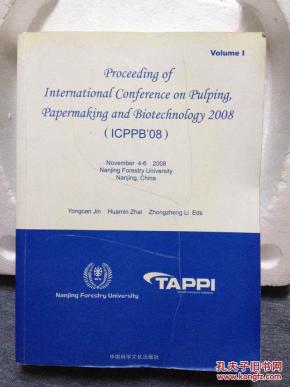 Volume I
Proceeding of
International Conference on Pulping,
Papermaking and Biotechnology 2008
(ICPPB'08)
November 4-6 2008
Nanjing Forestry University
Nanjing, China
Yongcan Jin Huamin Zhai Zhongzheng Li Eds
Nanjing Forestry University
TAPPI
中国科学文化出版社
孔夫子旧书网